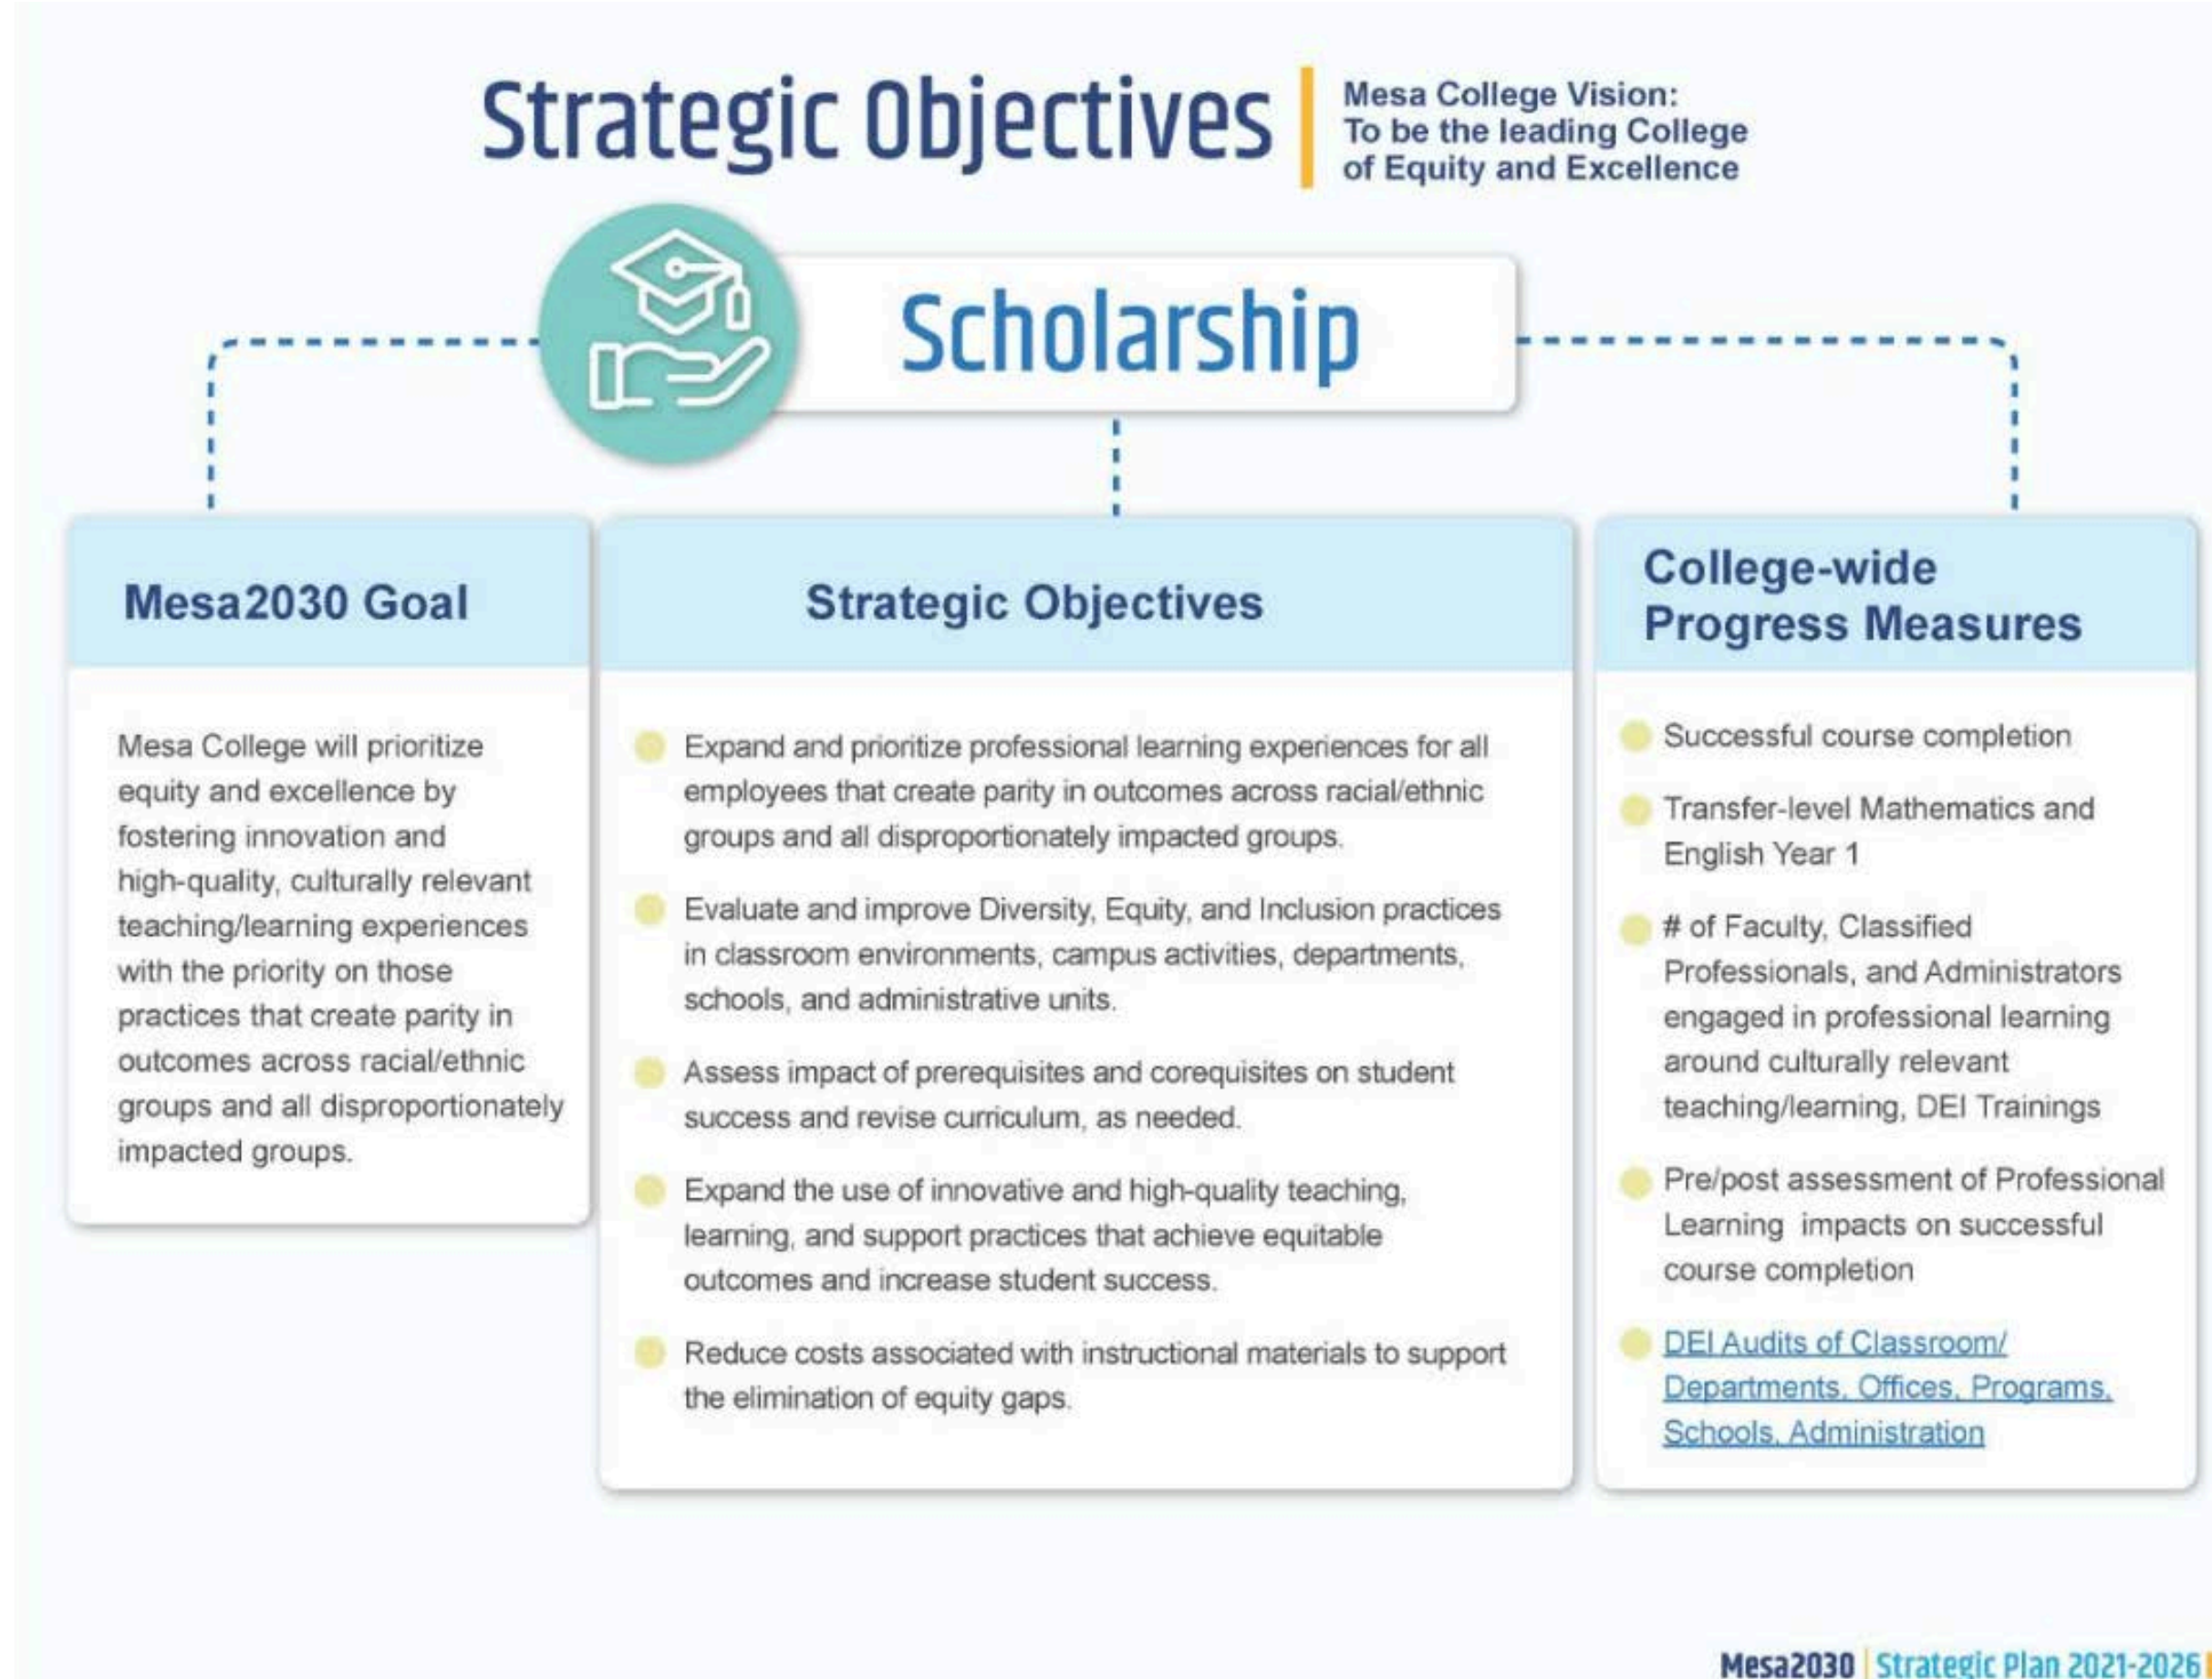 Strategic Objectives
Mesa College Vision:
To be the leading College
of Equity and Excellence
Scholarship
Mesa2030 Goal
Mesa College will prioritize
equity and excellence by
fostering innovation and
high-quality, culturally relevant
teaching/learning experiences
with the priority on those
practices that create parity in
outcomes across racial/ethnic
groups and all disproportionately
impacted groups.
Strategic Objectives
Expand and prioritize professional learning experiences for all
employees that create parity in outcomes across racial/ethnic
groups and all disproportionately impacted groups.
Evaluate and improve Diversity, Equity, and Inclusion practices
in classroom environments, campus activities, departments,
schools, and administrative units.
Assess impact of prerequisites and corequisites on student
success and revise curriculum, as needed.
Expand the use of innovative and high-quality teaching,
learning, and support practices that achieve equitable
outcomes and increase student success.
Reduce costs associated with instructional materials to support
the elimination of equity gaps.
College-wide
Progress Measures
Successful course completion
Transfer-level Mathematics and
English Year 1
# of Faculty, Classified
Professionals, and Administrators
engaged in professional learning
around culturally relevant
teaching/learning, DEI Trainings
Pre/post assessment of Professional
Learning impacts on successful
course completion
DEI Audits of Classroom/
Departments, Offices, Programs,
Schools, Administration
Mesa2030 | Strategic Plan 2021-2026